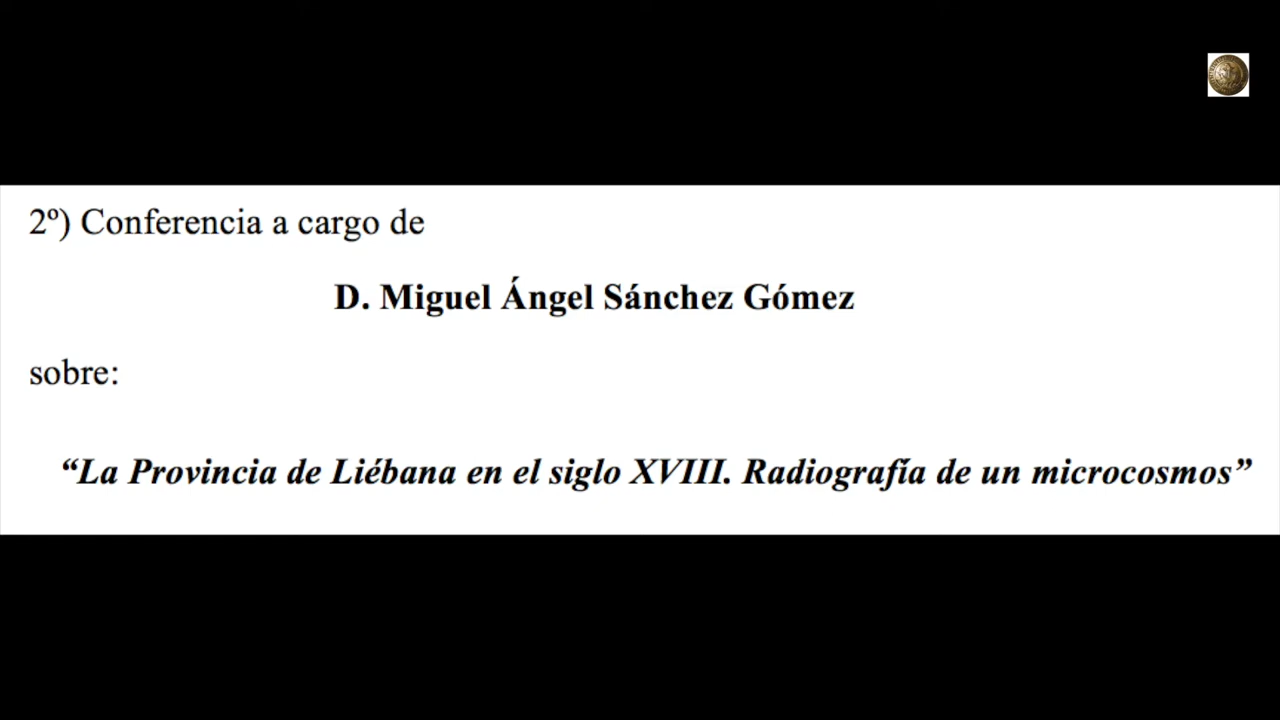 2º) Conferencia a cargo de
D. Miguel Ángel Sánchez Gómez
sobre:
“La Provincia de Liébana en el siglo XVIII. Radiografía de un microcosmos”